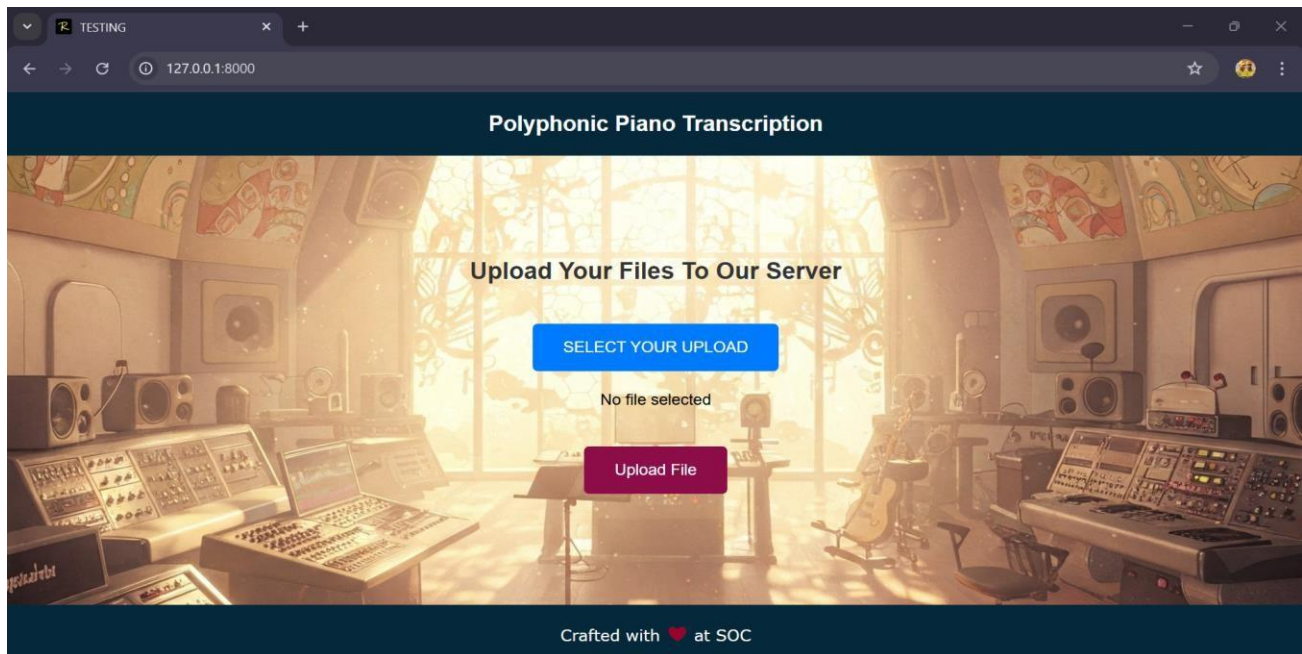 TESTING
127.0.0.1:8000
Polyphonic Piano Transcription
Upload Your Files To Our Server
SELECT YOUR UPLOAD
No file selected
Upload File
Crafted with ❤ at SOC